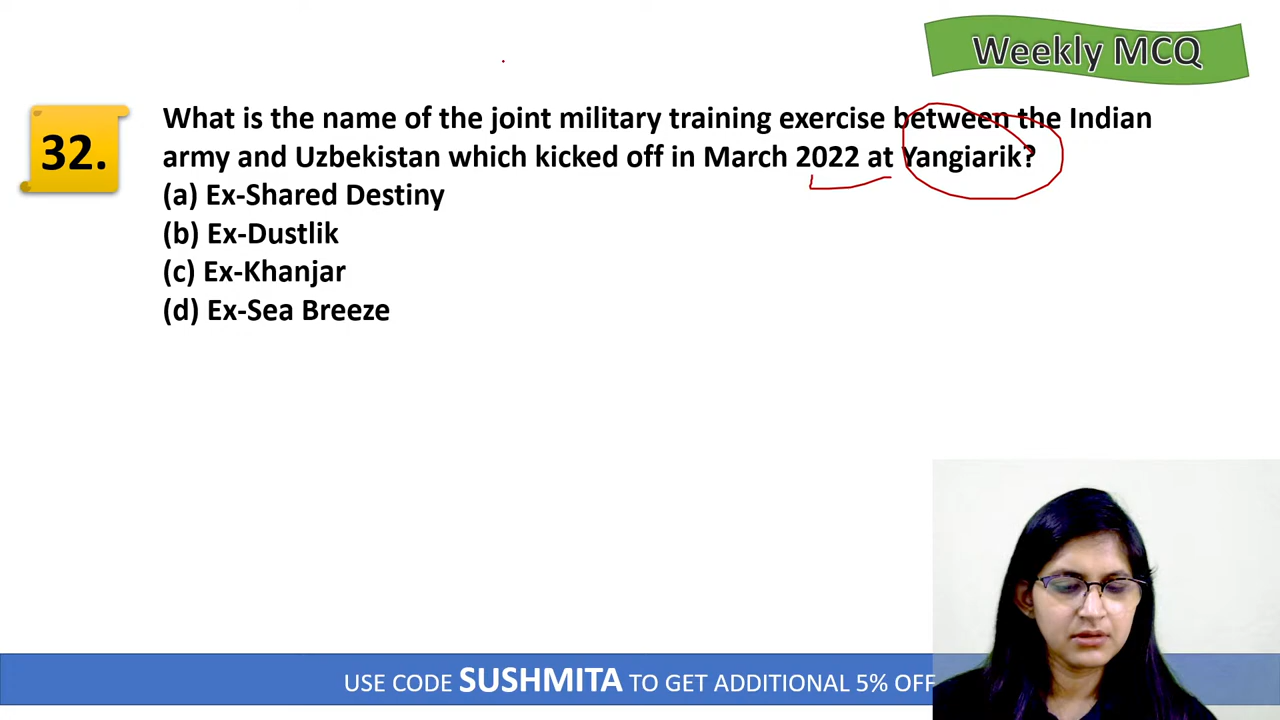 Weekly MCQ
32.
What is the name of the joint military training exercise between the Indian
army and Uzbekistan which kicked off in March 2022 at Yangiarik?
(a) Ex-Shared Destiny
(b) Ex-Dustlik
(c) Ex-Khanjar
(d) Ex-Sea Breeze
USE CODE SUSHMITA TO GET ADDITIONAL 5% OFF